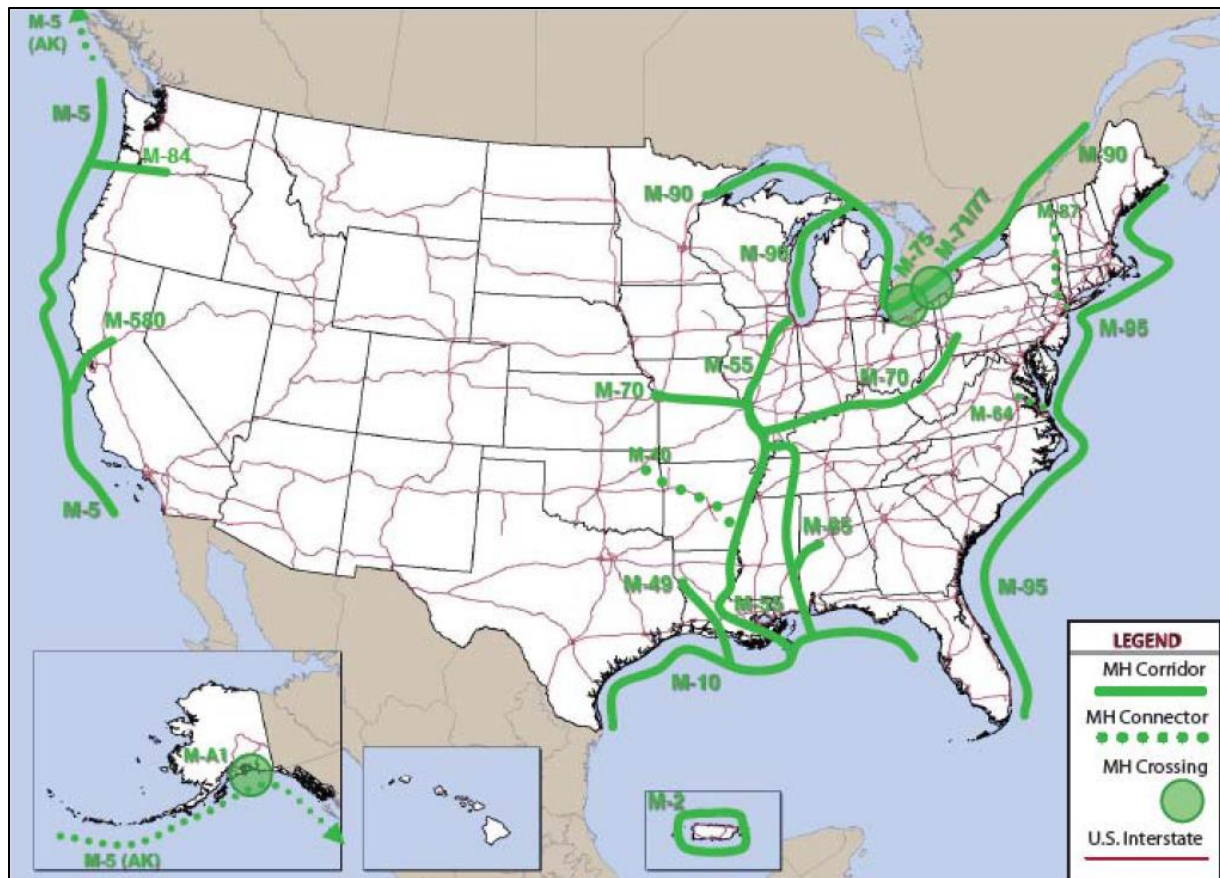 M-5
(AK)
M-5
M-84
M-90
M-90
M-87
M-71/77
M-75
M-90
M-580
M-95
M-55
M-70
M-70
M-64
M-40
M-5
M-65
M-49
M-55
M-95
M-10
LEGEND
MH Corridor
MH Connector
MH Crossing
U.S. Interstate
M-A1
M-5 (AK)
M-2